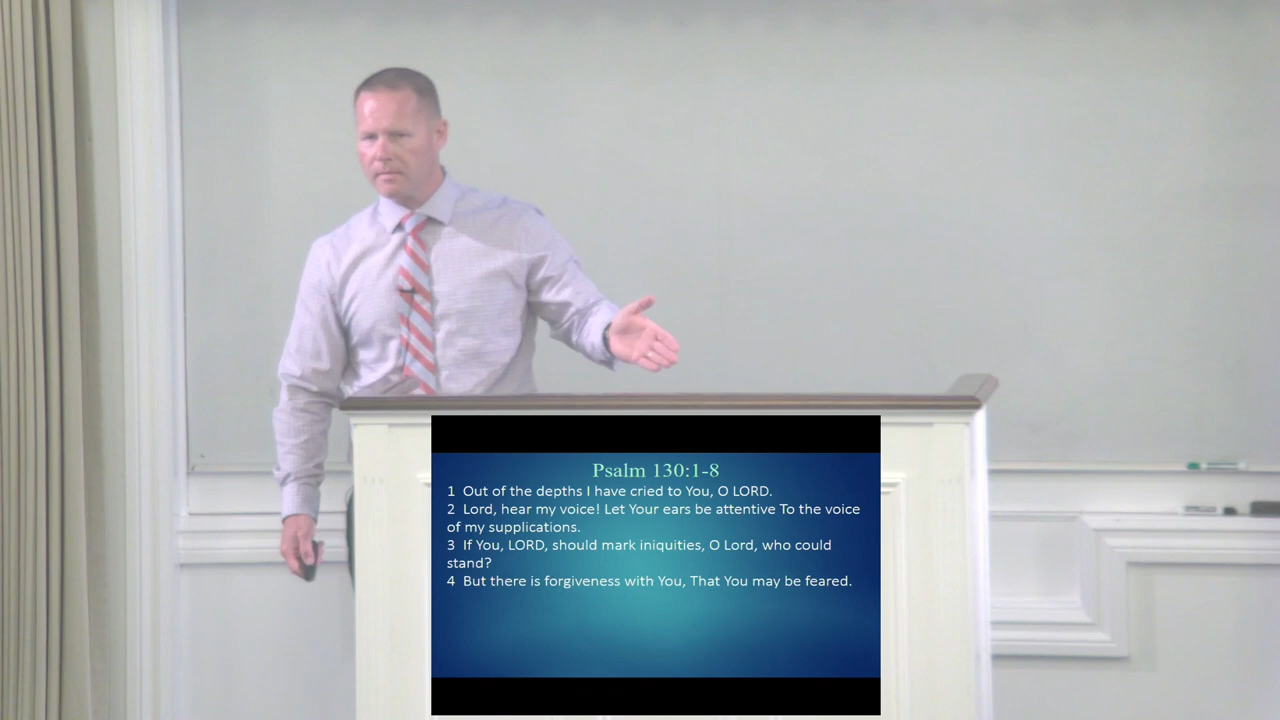 Psalm 130:1-8
1 Out of the depths I have cried to You, O LORD.
2 Lord, hear my voice! Let Your ears be attentive To the voice
of my supplications.
3 If You, LORD, should mark iniquities, O Lord, who could
stand?
4 But there is forgiveness with You, That You may be feared.